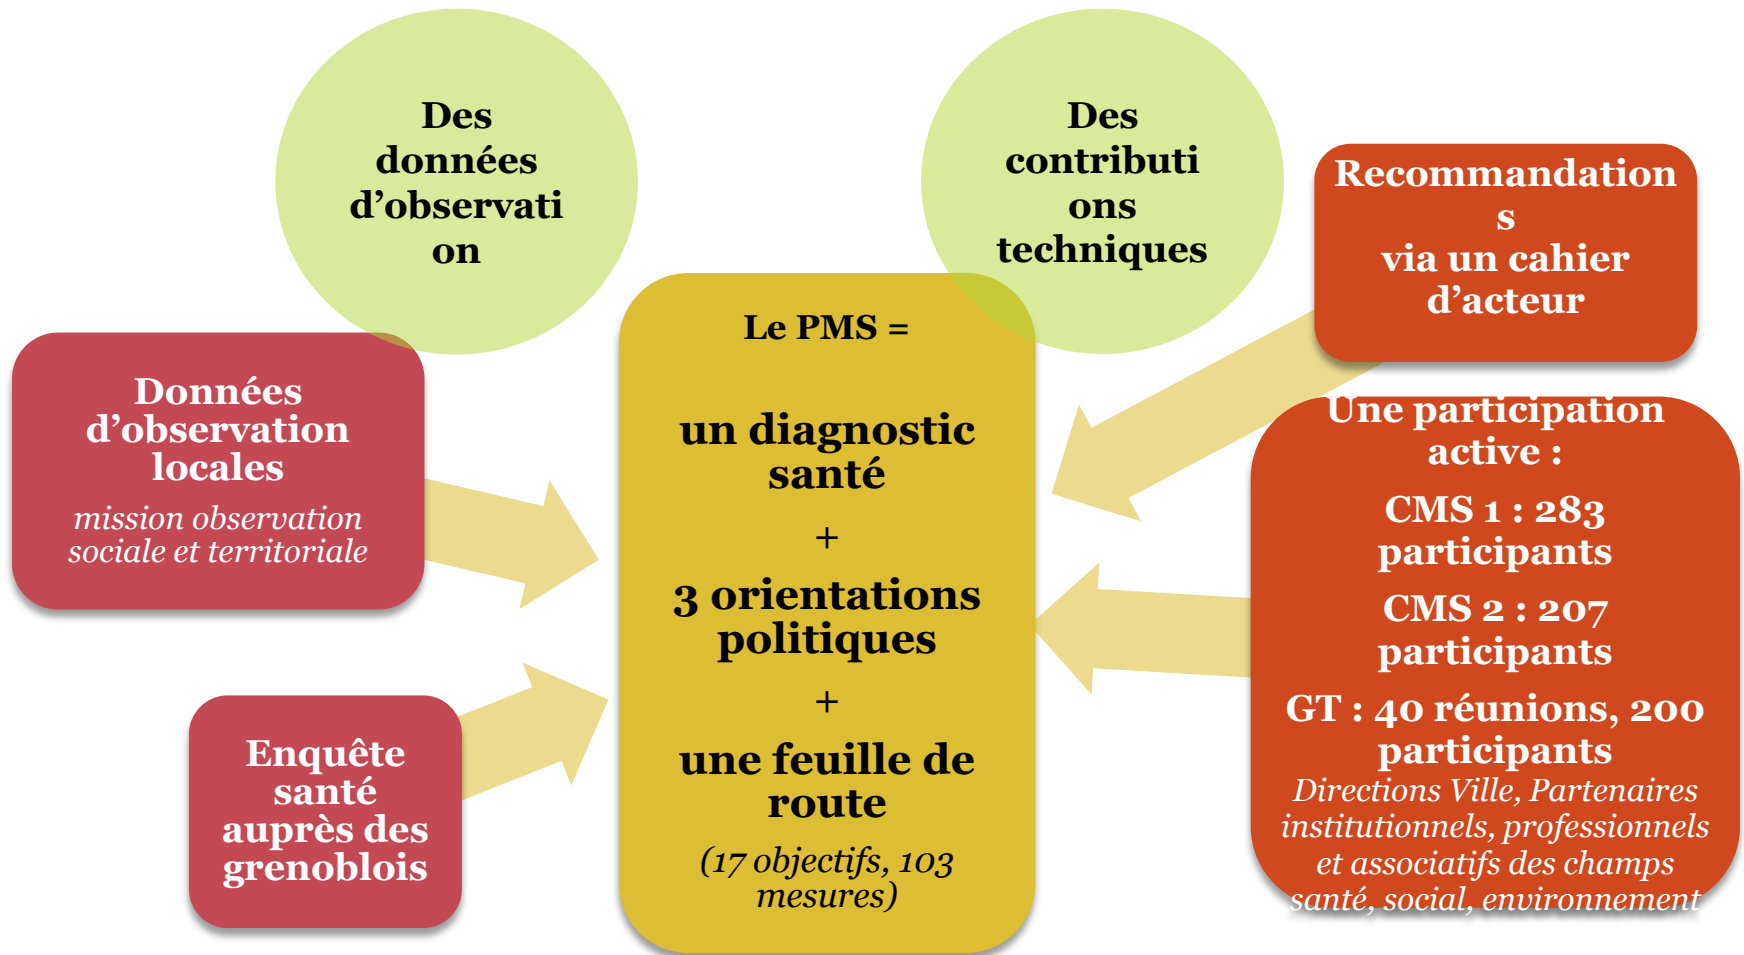 Des
données
d’observati
on
Des
contributi
ons
techniques
Recommandation
s
via un cahier
d’acteur
Données
d’observation
locales
mission observation
sociale et territoriale
Enquête
santé
auprès des
grenoblois
Le PMS =
un diagnostic
santé
+
3 orientations
politiques
+
une feuille de
route
(17 objectifs, 103
mesures)
Une participation
active :
CMS 1 : 283
participants
CMS 2 : 207
participants
GT : 40 réunions, 200
participants
Directions Ville, Partenaires
institutionnels, professionnels
et associatifs des champs
santé, social, environnement